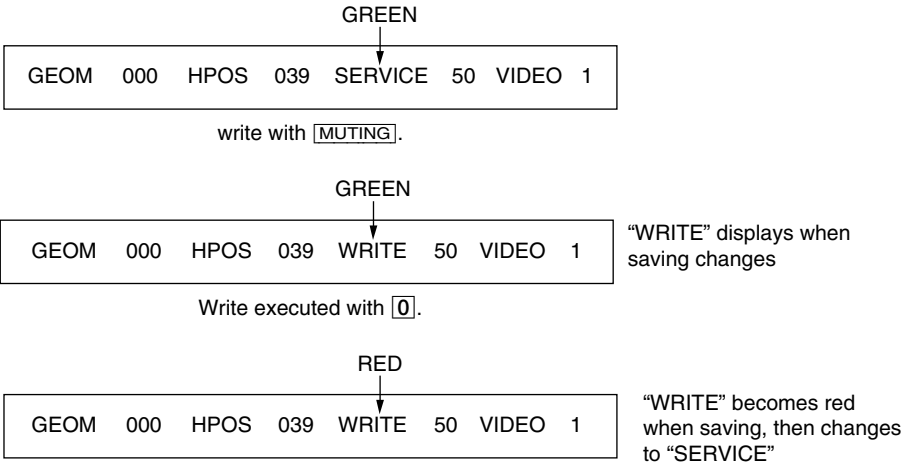 GREEN
GEOM 000 HPOS 039 SERVICE 50 VIDEO 1
write with MUTING.
GREEN
GEOM 000 HPOS 039 WRITE 50 VIDEO 1
“WRITE” displays when
saving changes
Write executed with 0.
RED
GEOM 000 HPOS 039 WRITE 50 VIDEO 1
“WRITE” becomes red
when saving, then changes
to “SERVICE”